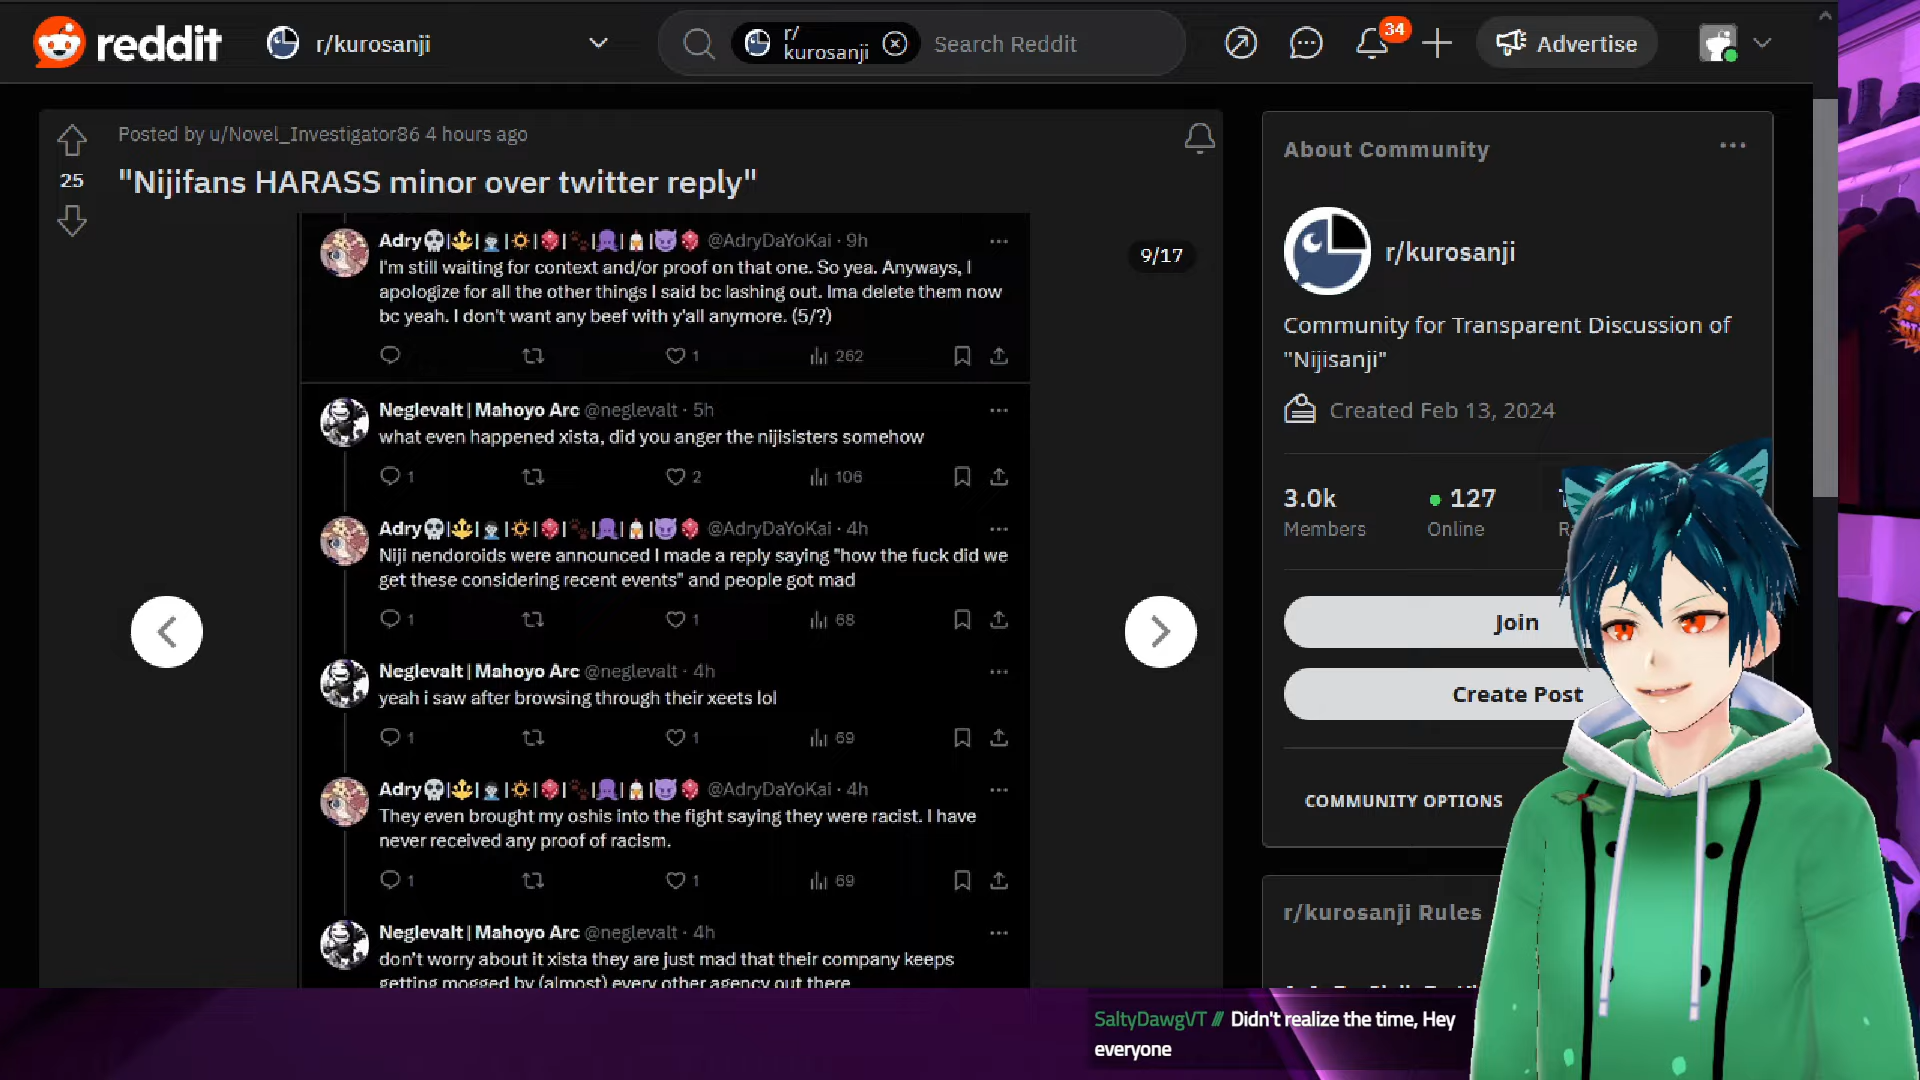 reddit
r/kurosanji
r/
kurosanji
Search Reddit
34
Advertise
Posted by u/Novel_Investigator86 4 hours ago
25
"Nijifans HARASS minor over twitter reply"
9/17
Adry @AdryDaYoKai · 9h
I'm still waiting for context and/or proof on that one. So yea. Anyways, I
apologize for all the other things I said bc lashing out. Ima delete them now
bc yeah. I don't want any beef with y'all anymore. (5/?)
1 262
Neglevalt | Mahoyo Arc @neglevalt · 5h
what even happened xista, did you anger the nijisisters somehow
1 2 106
Adry @AdryDaYoKai · 4h
Niji nendoroids were announced I made a reply saying "how the fuck did we
get these considering recent events" and people got mad
1 1 68
Neglevalt | Mahoyo Arc @neglevalt · 4h
yeah i saw after browsing through their xeets lol
1 1 69
Adry @AdryDaYoKai · 4h
They even brought my oshis into the fight saying they were racist. I have
never received any proof of racism.
1 1 69
Neglevalt | Mahoyo Arc @neglevalt · 4h
don't worry about it xista they are just mad that their company keeps
getting mogged by (almost) every other agency out there
About Community
r/kurosanji
Community for Transparent Discussion of
"Nijisanji"
Created Feb 13, 2024
3.0k 127
Members Online
Join
Create Post
COMMUNITY OPTIONS
r/kurosanji Rules
SaltyDawgVT // Didn't realize the time, Hey
everyone